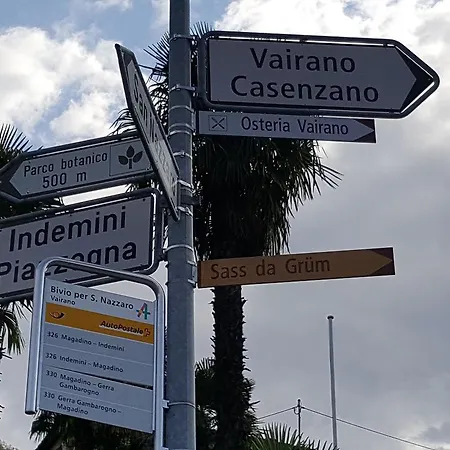 Vairano
Casenzano
Osteria Vairano
Parco botanico
500 m
Indemini
Piazzogna
Sass da Grüm
Bivio per S. Nazzaro
Vairano
AutoPostale
326 Magadino - Indemini
326 Indemini - Magadino
330 Magadino - Gerra
Gambarogno
330 Gerra Gambarogno -
Magadino